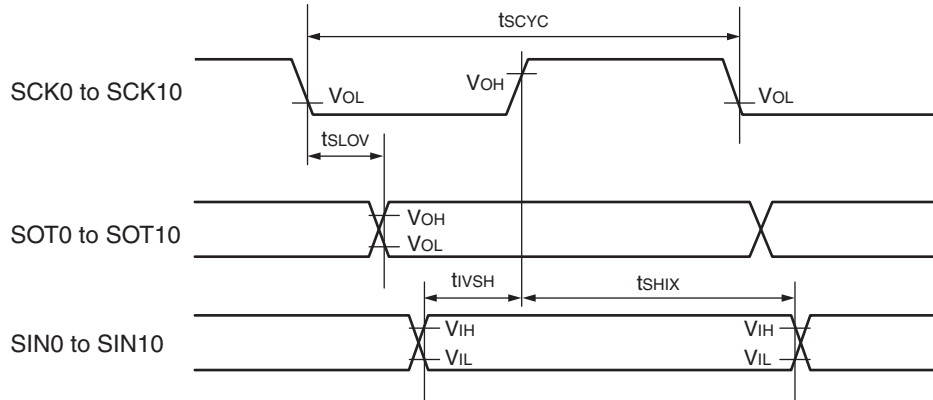 tSCYC
SCK0 to SCK10
VOH
VOL
VOL
tSLOV
SOT0 to SOT10
VOH
VOL
tIVSH
tSHIX
SIN0 to SIN10
VIH
VIH
VIL
VIL